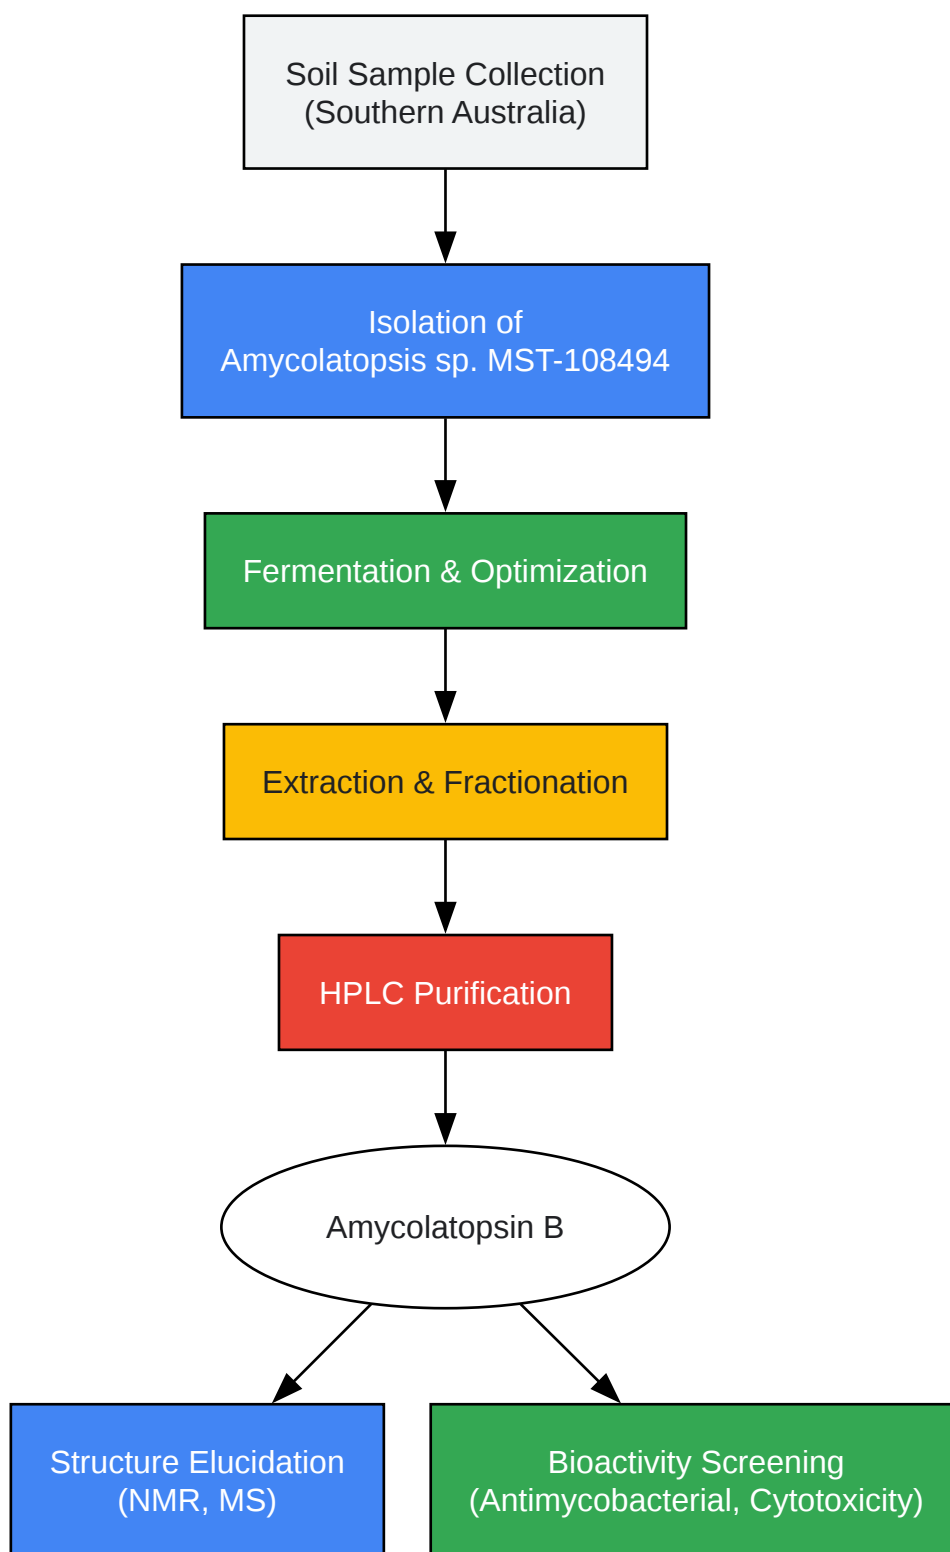 Soil Sample Collection
(Southern Australia)
Isolation of
Amycolatopsis sp. MST-108494
Fermentation & Optimization
Extraction & Fractionation
HPLC Purification
Amycolatopsin B
Structure Elucidation
(NMR, MS)
Bioactivity Screening
(Antimycobacterial, Cytotoxicity)